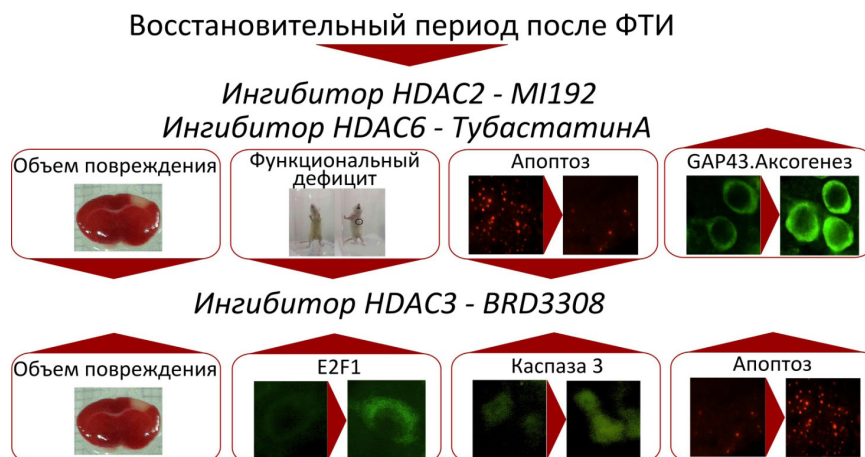 Восстановительный период после ФТИ
Ингибитор HDAC2 - MI192
Ингибитор HDAC6 - ТубастатинА
Объем повреждения
Функциональный
дефицит
Апоптоз
GAP43.Аксогенез
Ингибитор HDAC3 - BRD3308
Объем повреждения
E2F1
Каспаза 3
Апоптоз